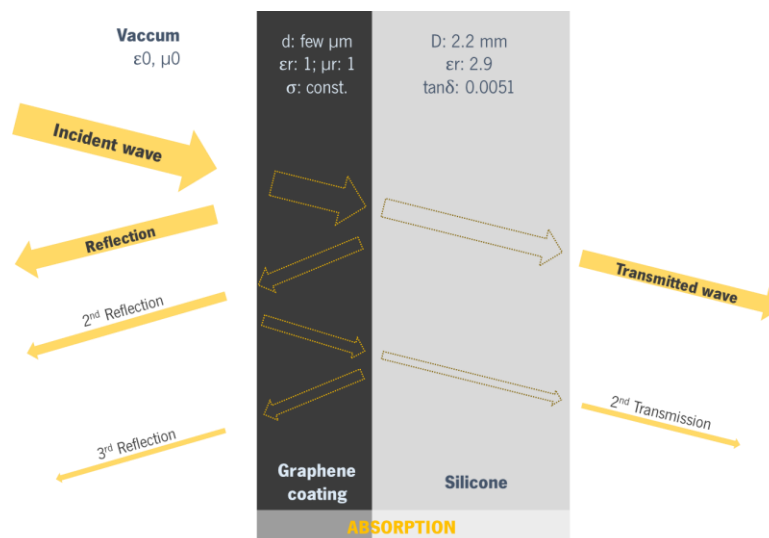 Vaccum
ε0, μ0
d: few μm
εr: 1; μr: 1
σ: const.
D: 2.2 mm
εr: 2.9
tanδ: 0.0051
Incident wave
Reflection
2nd Reflection
3rd Reflection
Transmitted wave
2nd Transmission
Graphene
coating
Silicone
ABSORPTION